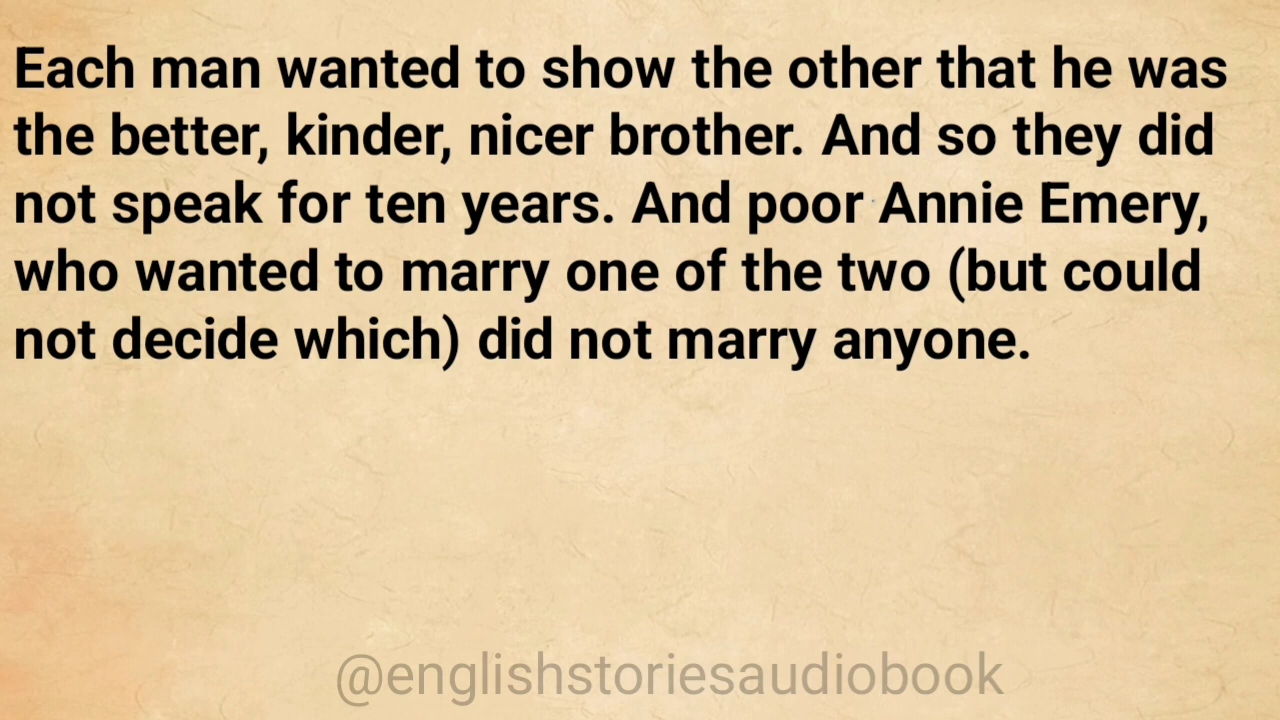 Each man wanted to show the other that he was
the better, kinder, nicer brother. And so they did
not speak for ten years. And poor Annie Emery,
who wanted to marry one of the two (but could
not decide which) did not marry anyone.
@englishstoriesaudiobook